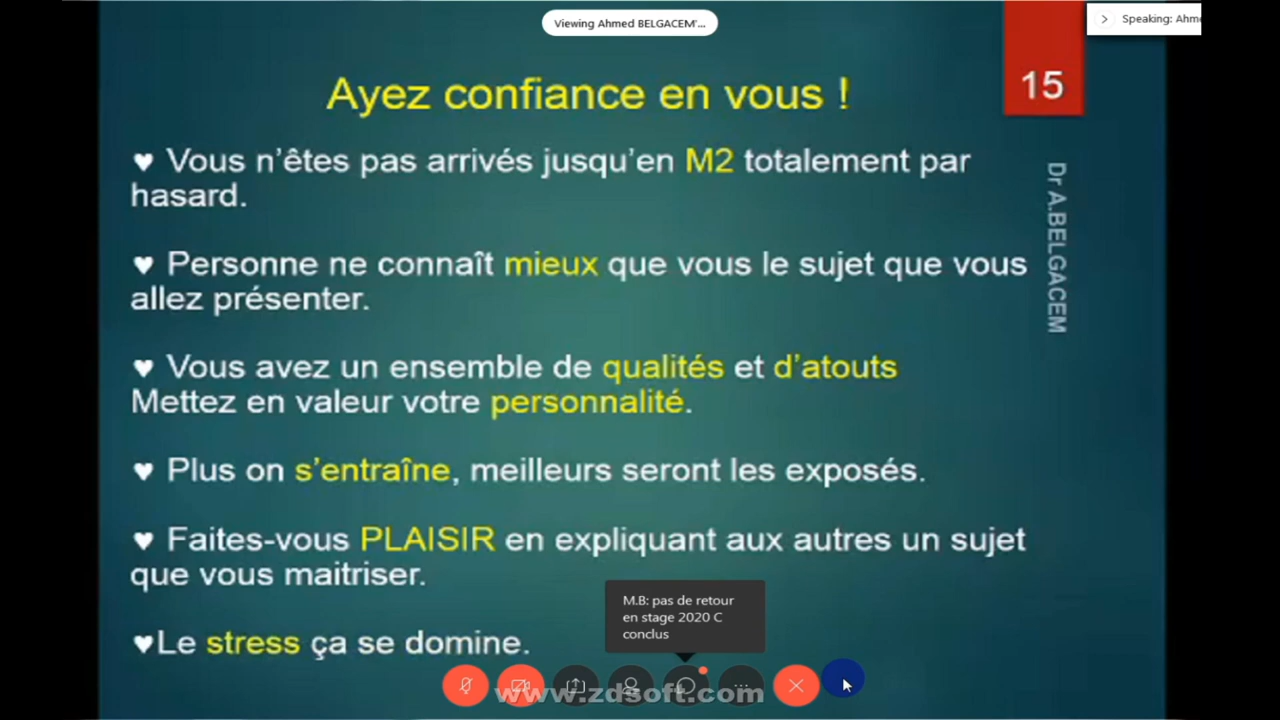 Viewing Ahmed BELGACEM'...
Speaking: Ahme
15
Ayez confiance en vous !
♥ Vous n'êtes pas arrivés jusqu'en M2 totalement par
hasard.
♥ Personne ne connaît mieux que vous le sujet que vous
allez présenter.
♥ Vous avez un ensemble de qualités et d'atouts
Mettez en valeur votre personnalité.
♥ Plus on s'entraîne, meilleurs seront les exposés.
♥ Faites-vous PLAISIR en expliquant aux autres un sujet
que vous maitriser.
♥Le stress ça se domine.
Dr A.BELGACEM
M.B: pas de retour
en stage 2020 C
conclus
www.zdsoft.com